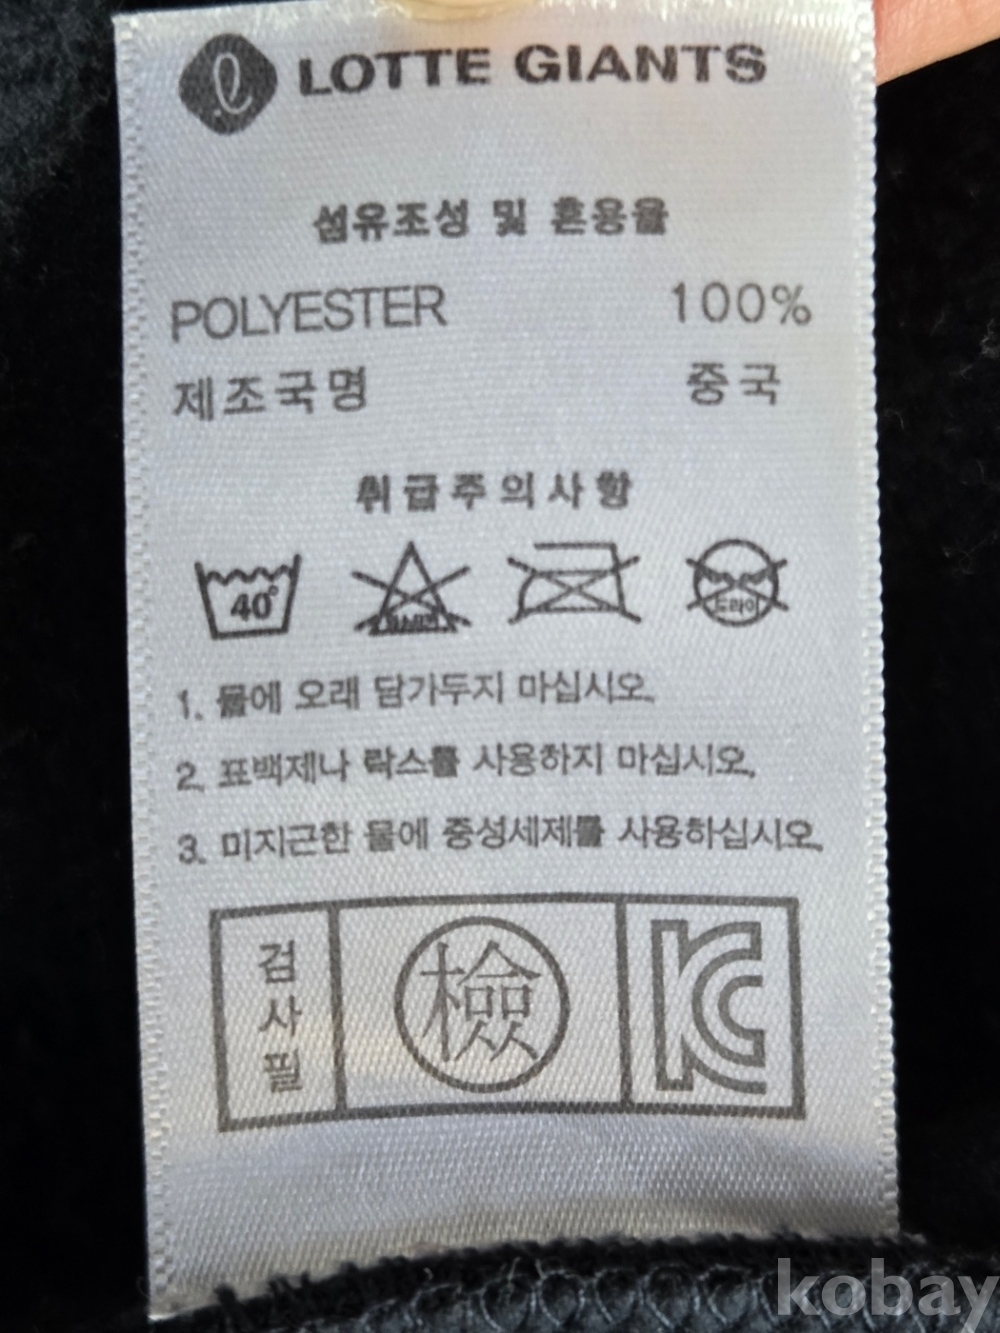 LOTTE GIANTS
섬유조성 및 혼용율
POLYESTER 100%
제조국명 중국
취급주의사항
40°
드라이
1. 물에 오래 담가두지 마십시오.
2. 표백제나 락스를 사용하지 마십시오.
3. 미지근한 물에 중성세제를 사용하십시오.
검사필
檢
KC
kobay